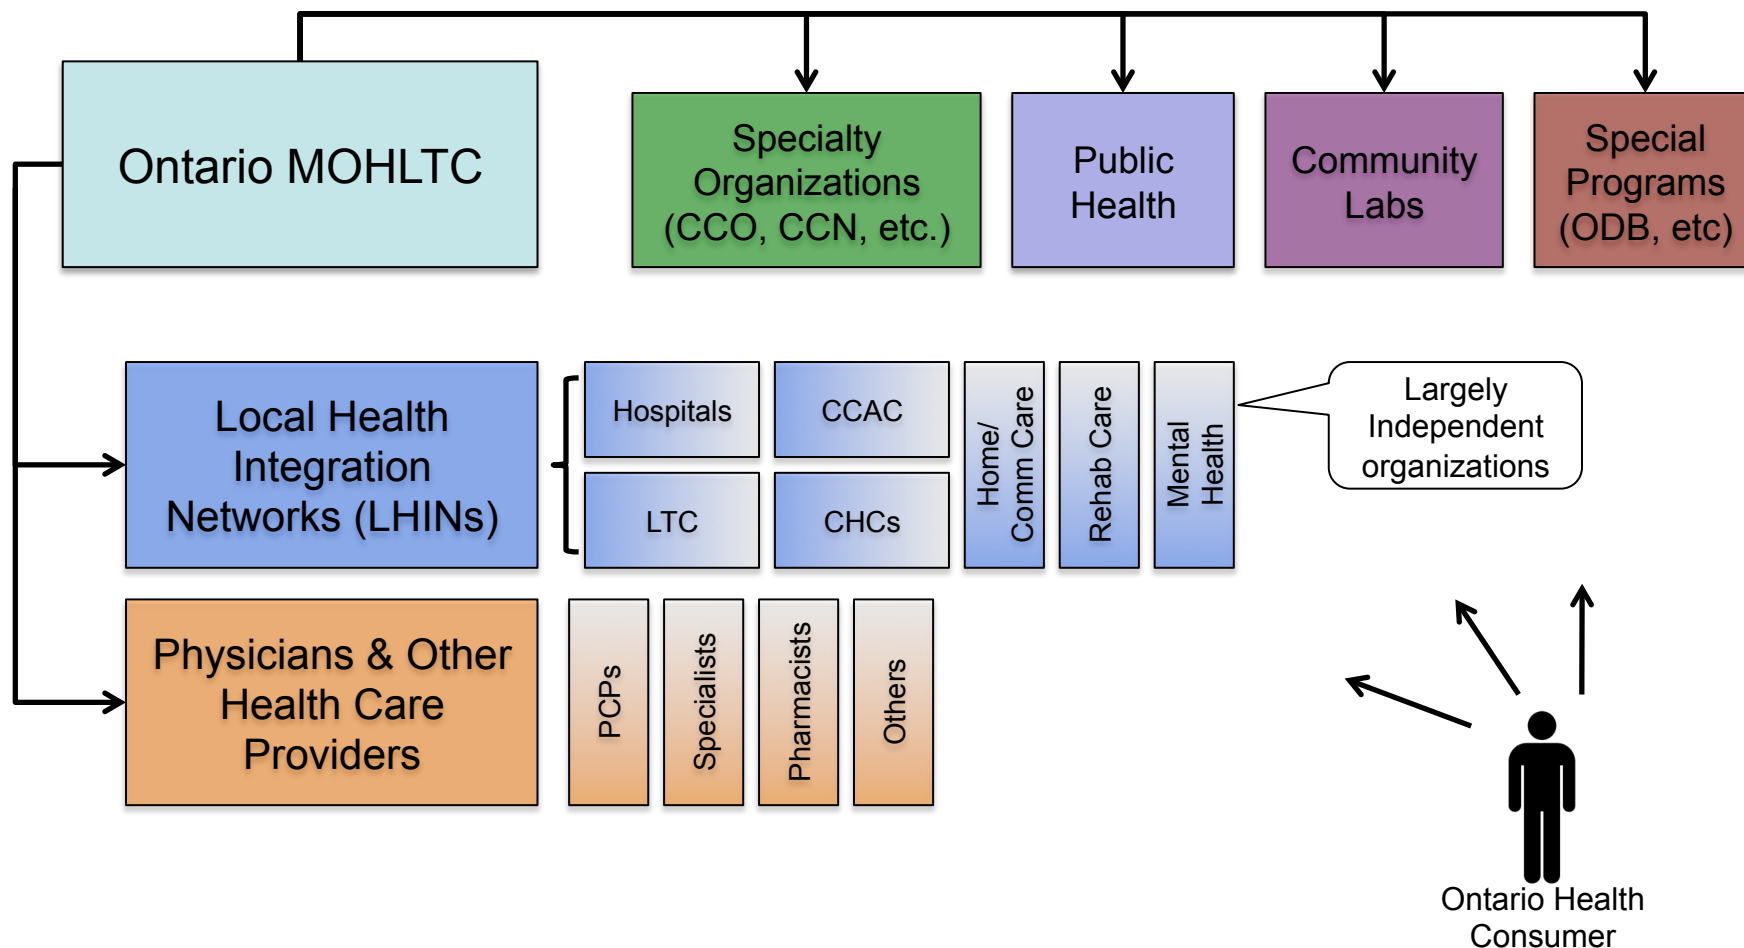 Ontario MOHLTC
Specialty
Organizations
(CCO, CCN, etc.)
Public
Health
Community
Labs
Special
Programs
(ODB, etc)
Local Health
Integration
Networks (LHINs)
Hospitals
CCAC
LTC
CHCs
Home/
Comm Care
Rehab Care
Mental
Health
Largely
Independent
organizations
Physicians & Other
Health Care
Providers
PCPs
Specialists
Pharmacists
Others
Ontario Health
Consumer